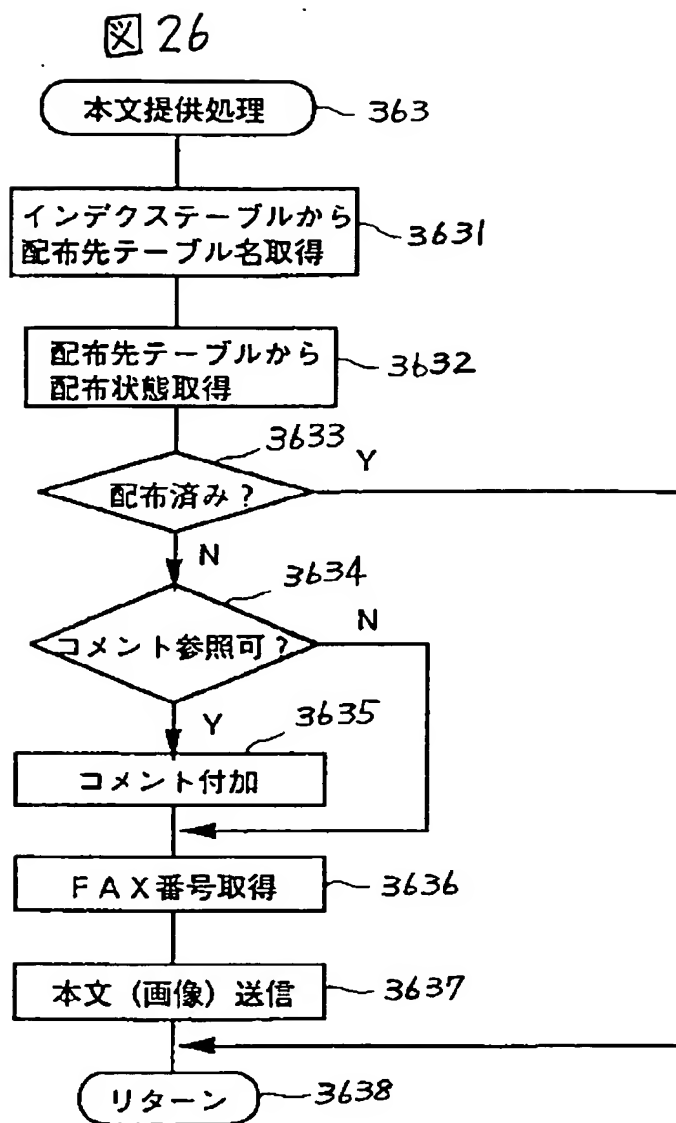 図26
本文提供処理
363
インデクステーブルから
配布先テーブル名取得
3631
配布先テーブルから
配布状態取得
3632
3633
Y
配布済み?
N
3634
N
コメント参照可?
Y
3635
コメント付加
FAX番号取得
3636
本文(画像)送信
3637
リターン
3638